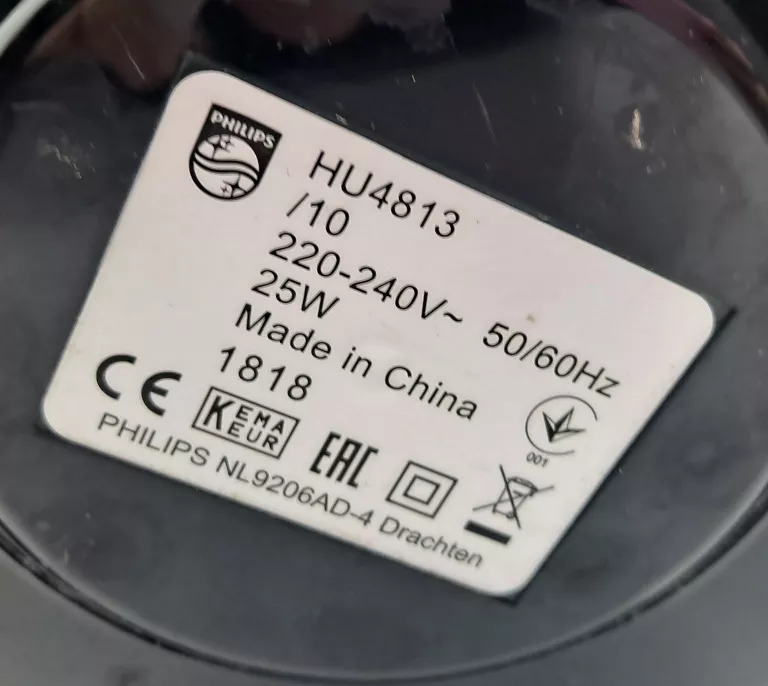 PHILIPS
HU4813
/10
220-240V~ 50/60Hz
25W
Made in China
1818
CE
KEMA
EUR
EAC
001
PHILIPS NL9206AD-4 Drachten